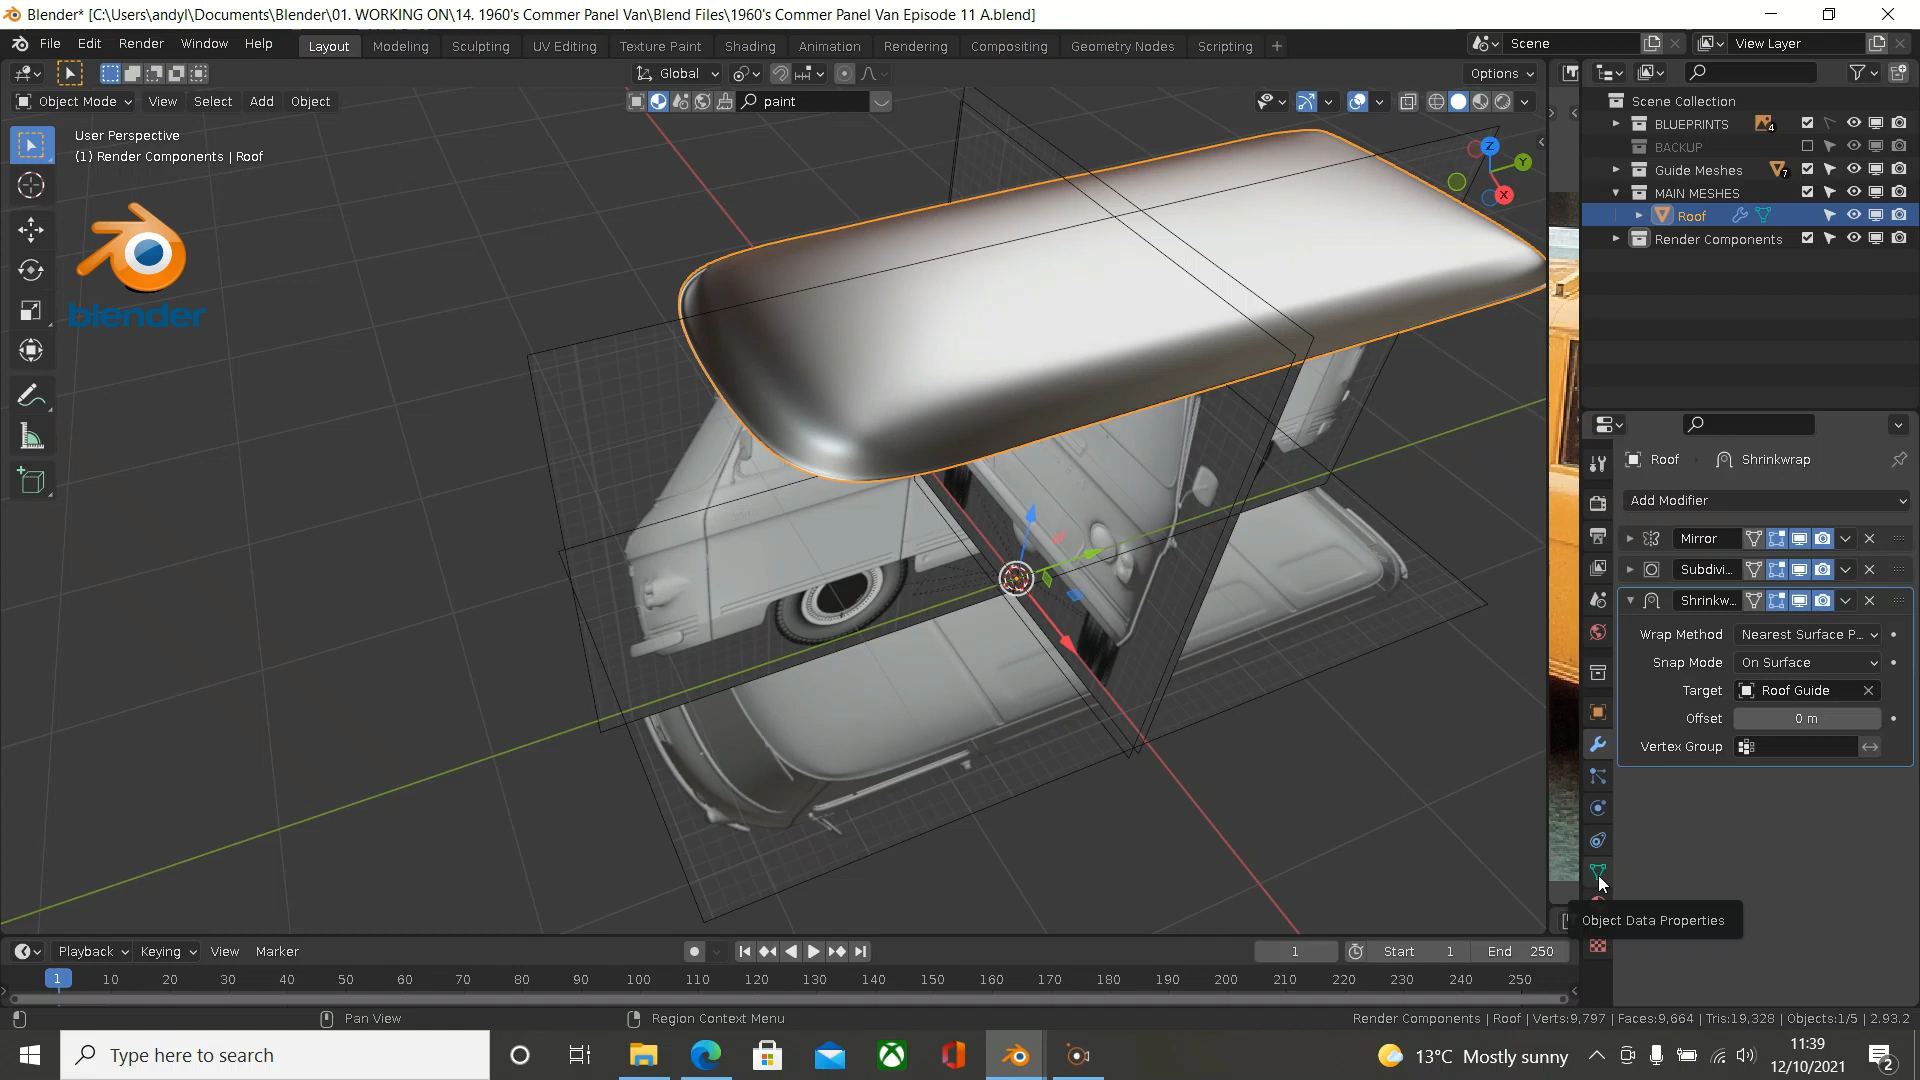 Blender* [C:\Users\andyl\Documents\Blender\01. WORKING ON\14. 1960's Commer Panel Van\Blend Files\1960's Commer Panel Van Episode 11 A.blend]
File Edit Render Window Help
Layout Modeling Sculpting UV Editing Texture Paint Shading Animation Rendering Compositing Geometry Nodes Scripting +
Scene
View Layer
Global
Options
Object Mode View Select Add Object
paint
User Perspective
(1) Render Components | Roof
blender
Z
Y
X
Scene Collection
BLUEPRINTS 4
BACKUP
Guide Meshes 7
MAIN MESHES
Roof
Render Components
Roof Shrinkwrap
Add Modifier
Mirror
Subdivi...
Shrinkw...
Wrap Method Nearest Surface P...
Snap Mode On Surface
Target Roof Guide
Offset 0 m
Vertex Group
Object Data Properties
Playback Keying View Marker
1 Start 1 End 250
1 10 20 30 40 50 60 70 80 90 100 110 120 130 140 150 160 170 180 190 200 210 220 230 240 250
Pan View
Region Context Menu
Render Components | Roof | Verts:9,797 | Faces:9,664 | Tris:19,328 | Objects:1/5 | 2.93.2
Type here to search
13°C Mostly sunny
11:39
12/10/2021
2